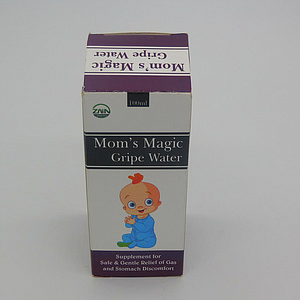 Mom's Magic
Gripe Water
ZNN
100ml
Mom's Magic
Gripe Water
Supplement for
Safe & Gentle Relief of Gas
and Stomach Discomfort